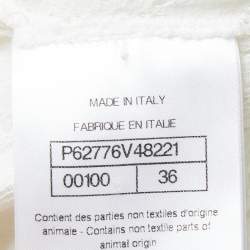 MADE IN ITALY
FABRIQUE EN ITALIE
P62776V48221
00100 36
Contient des parties non textiles d'origine
animale - Contains non textile parts of
animal origin